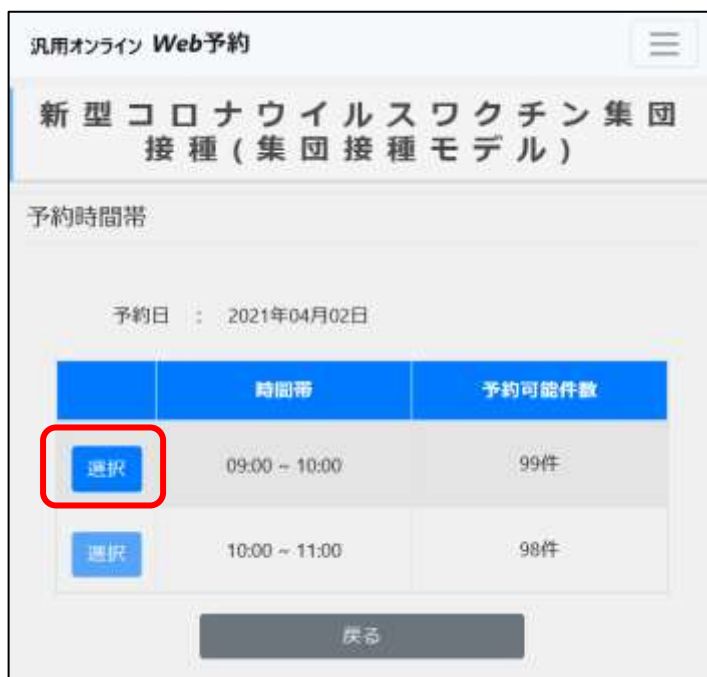 汎用オンライン Web予約
新型コロナウイルスワクチン集団
接種(集団接種モデル)
予約時間帯
予約日 : 2021年04月02日
時間帯 予約可能件数
選択 09:00 ~ 10:00 99件
選択 10:00 ~ 11:00 98件
戻る